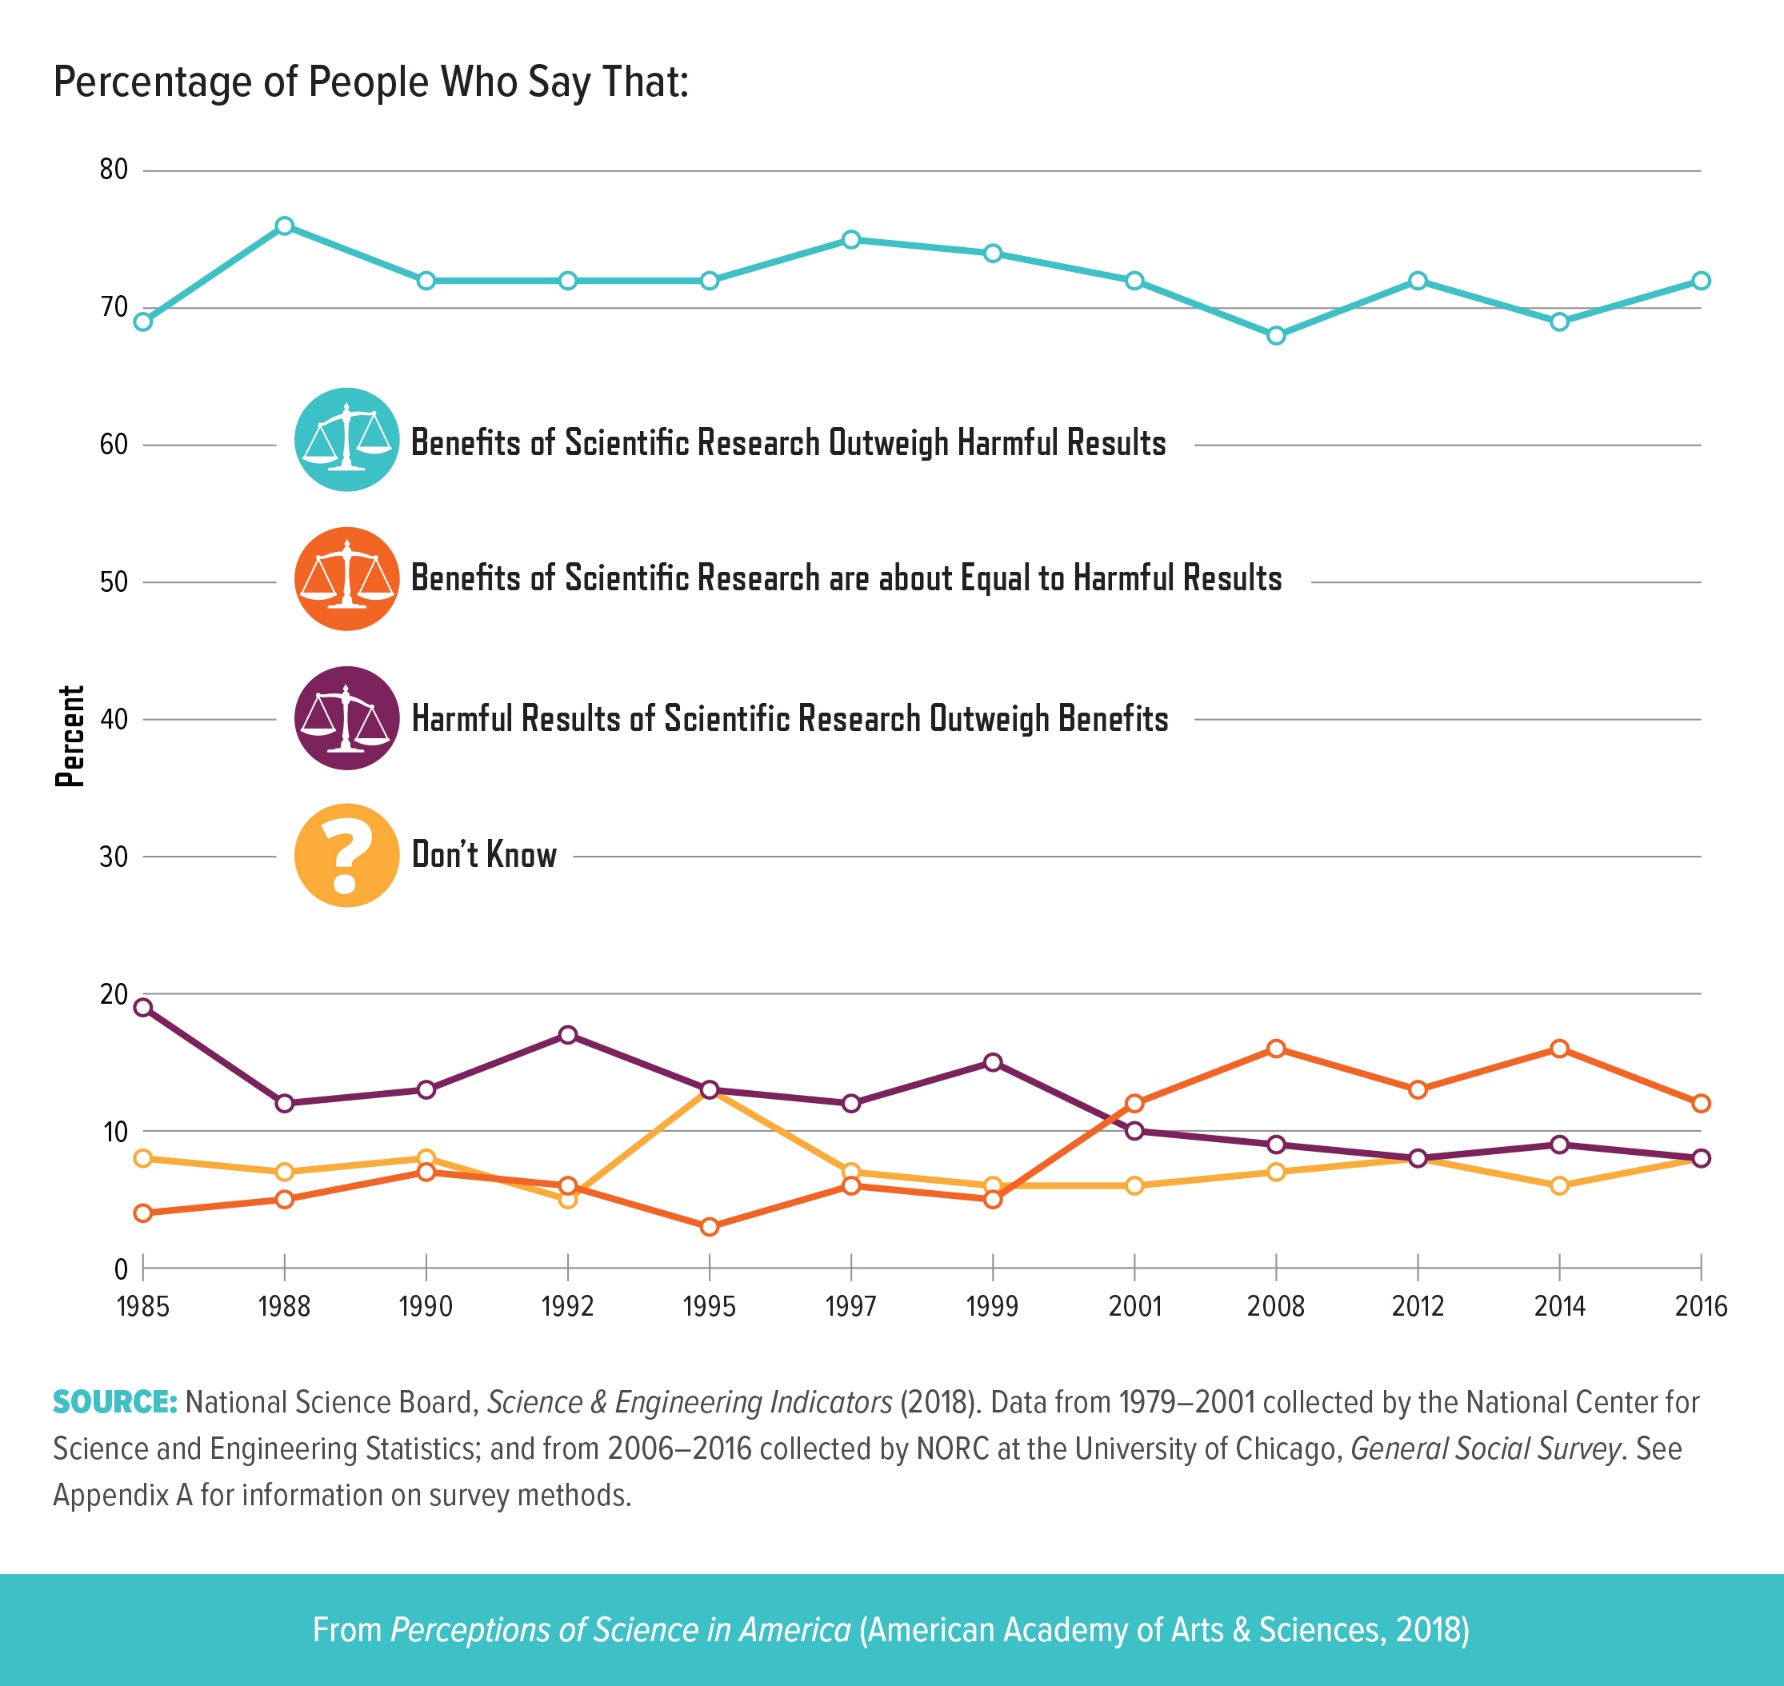 Percentage of People Who Say That:
80
70
60
Benefits of Scientific Research Outweigh Harmful Results
50
Benefits of Scientific Research are about Equal to Harmful Results
Percent
40
Harmful Results of Scientific Research Outweigh Benefits
?
30
Don't Know
20
10
0
1985 1988 1990 1992 1995 1997 1999 2001 2008 2012 2014 2016
SOURCE: National Science Board, Science & Engineering Indicators (2018). Data from 1979–2001 collected by the National Center for
Science and Engineering Statistics; and from 2006–2016 collected by NORC at the University of Chicago, General Social Survey. See
Appendix A for information on survey methods.
From Perceptions of Science in America (American Academy of Arts & Sciences, 2018)